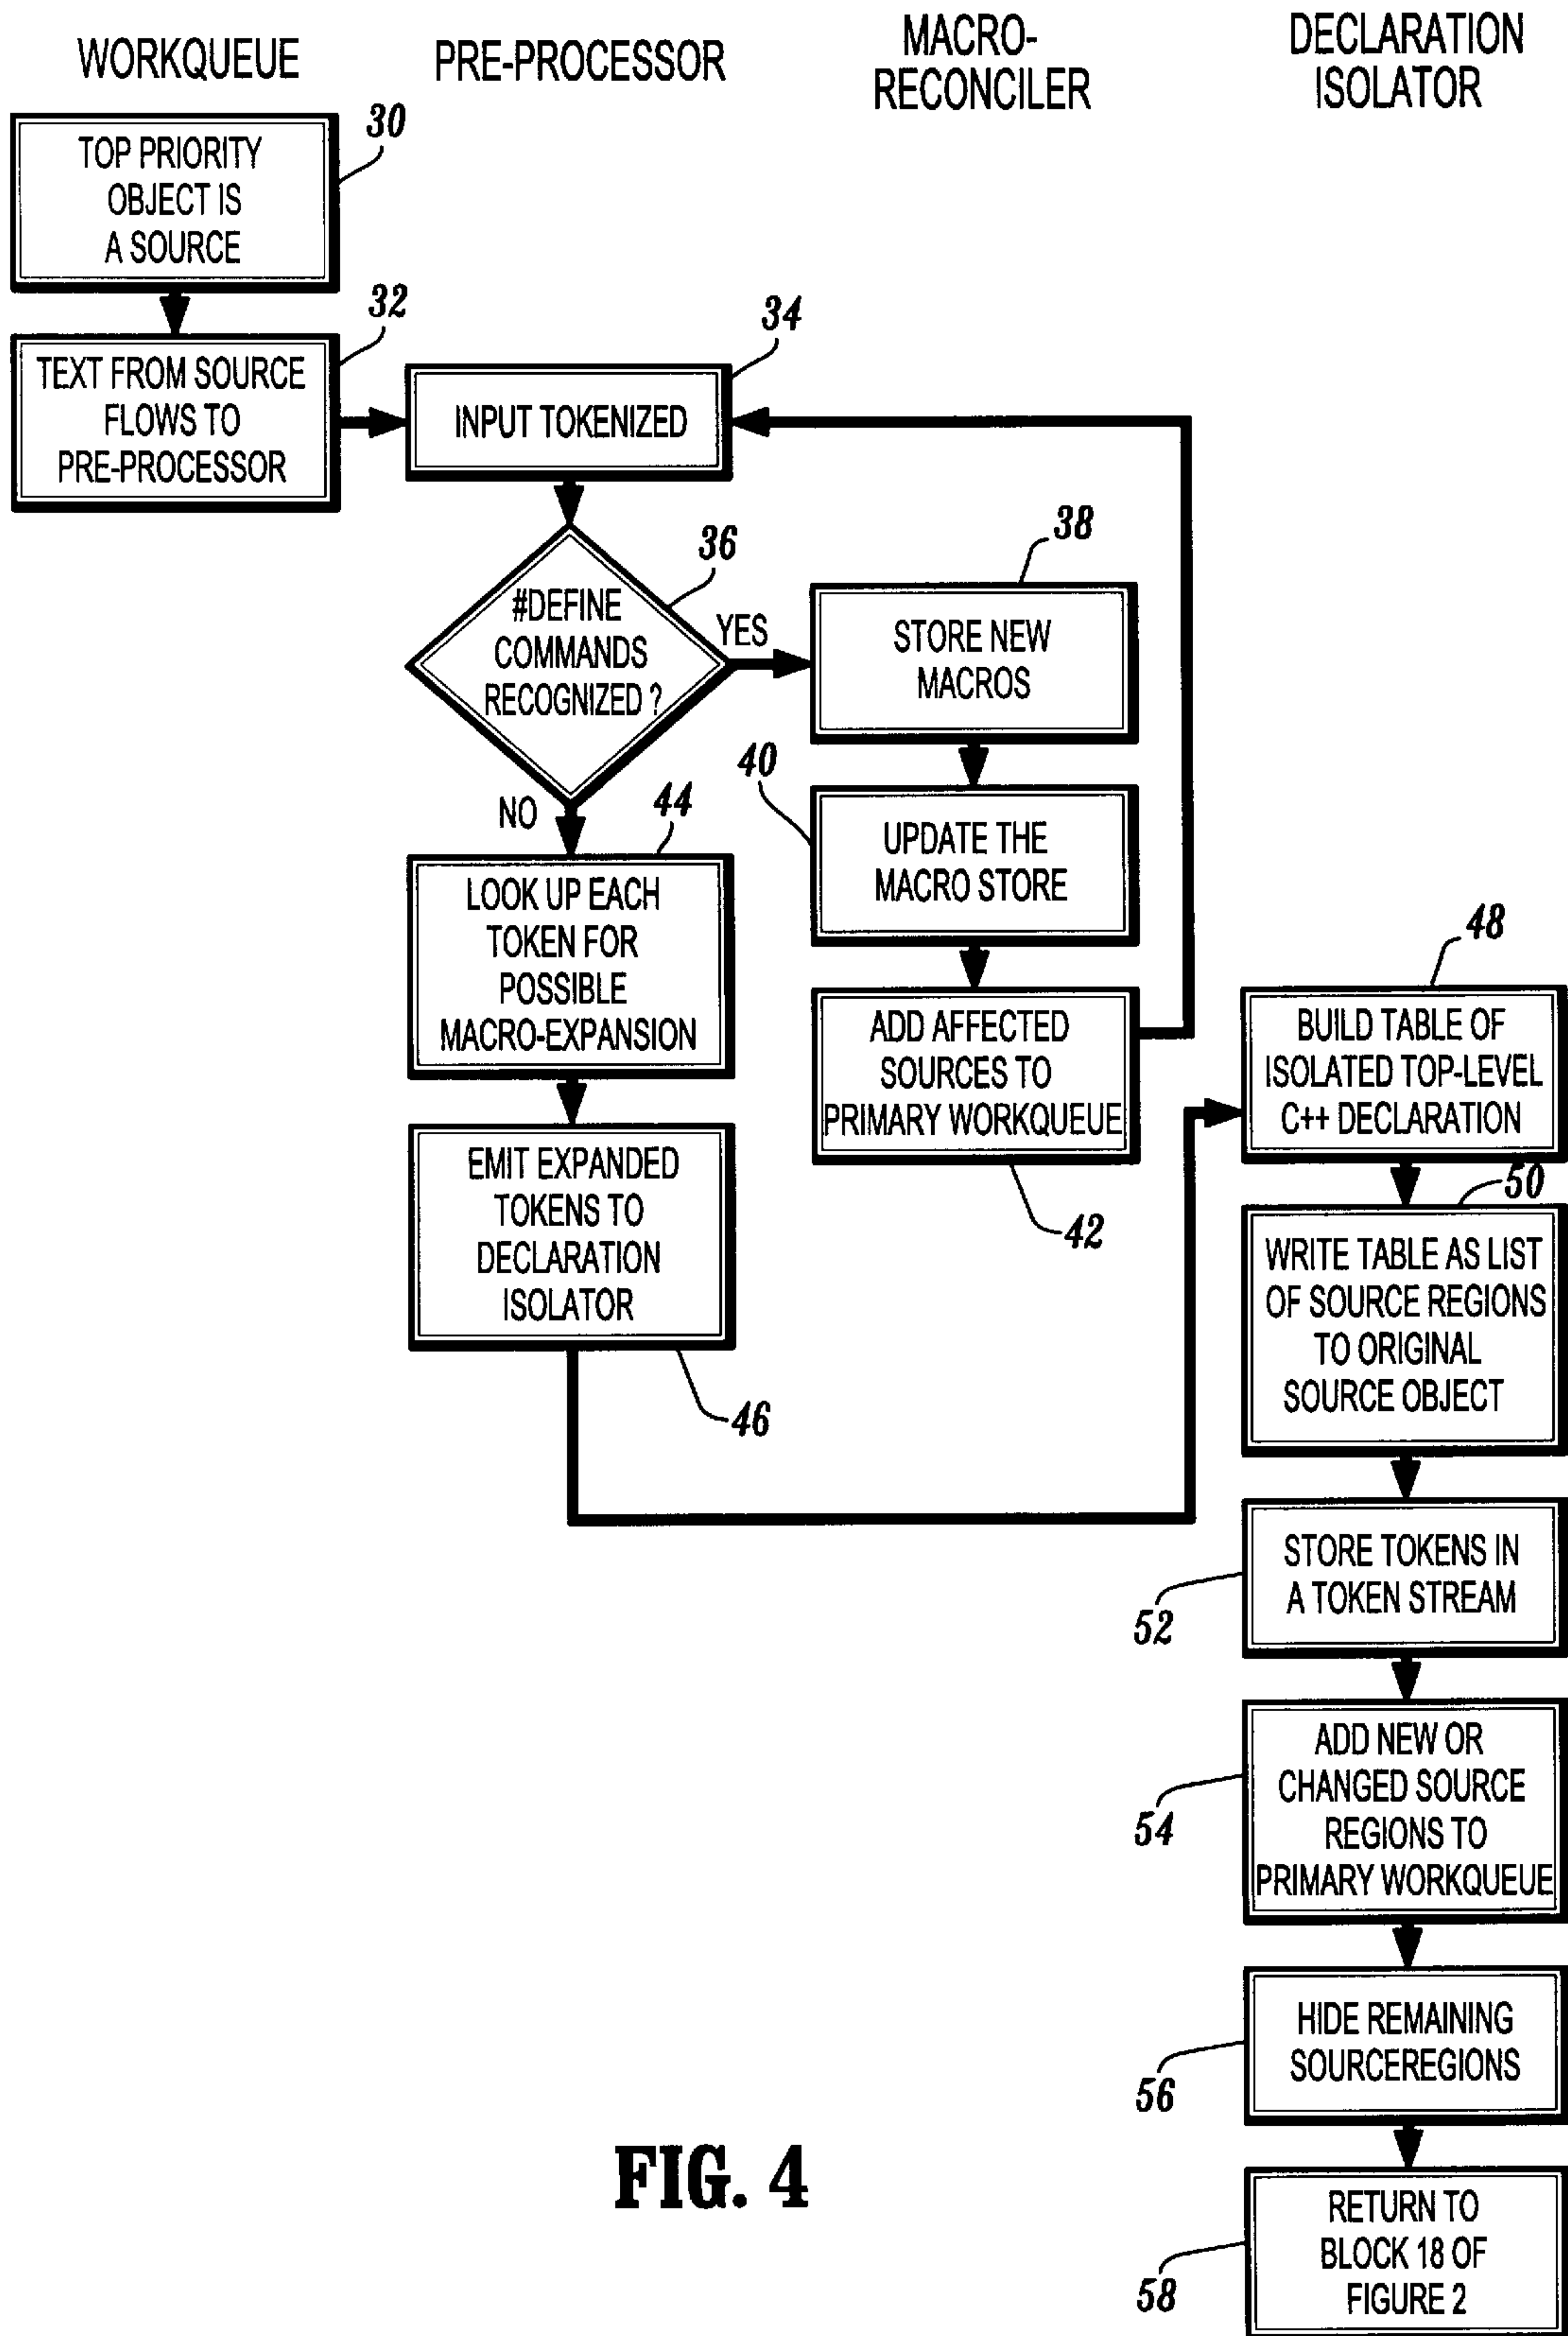 WORKQUEUE
PRE-PROCESSOR
MACRO-
RECONCILER
DECLARATION
ISOLATOR
30
TOP PRIORITY
OBJECT IS
A SOURCE
32
TEXT FROM SOURCE
FLOWS TO
PRE-PROCESSOR
34
INPUT TOKENIZED
36
#DEFINE
COMMANDS
RECOGNIZED ?
YES
NO
38
STORE NEW
MACROS
40
UPDATE THE
MACRO STORE
ADD AFFECTED
SOURCES TO
PRIMARY WORKQUEUE
42
44
LOOK UP EACH
TOKEN FOR
POSSIBLE
MACRO-EXPANSION
EMIT EXPANDED
TOKENS TO
DECLARATION
ISOLATOR
46
48
BUILD TABLE OF
ISOLATED TOP-LEVEL
C++ DECLARATION
50
WRITE TABLE AS LIST
OF SOURCE REGIONS
TO ORIGINAL
SOURCE OBJECT
STORE TOKENS IN
A TOKEN STREAM
52
ADD NEW OR
CHANGED SOURCE
REGIONS TO
PRIMARY WORKQUEUE
54
HIDE REMAINING
SOURCEREGIONS
56
RETURN TO
BLOCK 18 OF
FIGURE 2
58
FIG. 4